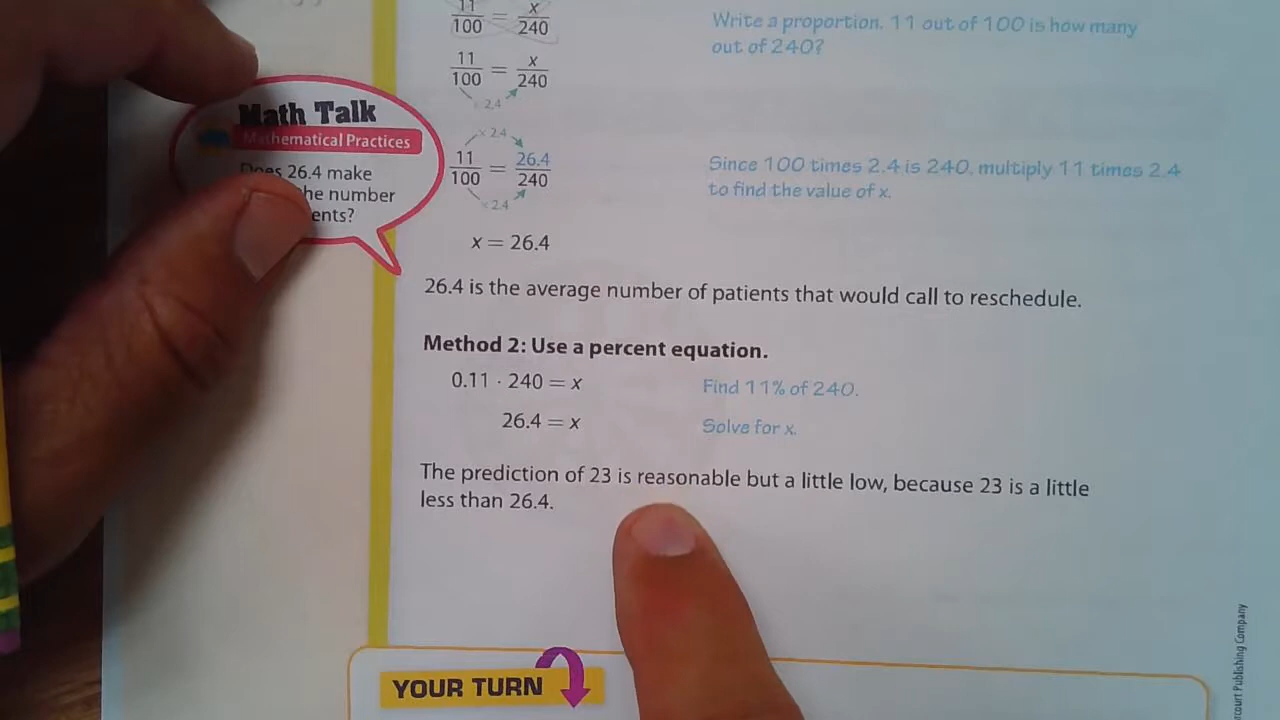 11/100 = x/240
Write a proportion. 11 out of 100 is how many
out of 240?
11/100 = x/240
× 2.4
Math Talk
Mathematical Practices
Does 26.4 make
the number
ents?
× 2.4
11/100 = 26.4/240
× 2.4
Since 100 times 2.4 is 240, multiply 11 times 2.4
to find the value of x.
x = 26.4
26.4 is the average number of patients that would call to reschedule.
Method 2: Use a percent equation.
0.11 · 240 = x
Find 11% of 240.
26.4 = x
Solve for x.
The prediction of 23 is reasonable but a little low, because 23 is a little
less than 26.4.
YOUR TURN
Publishing Company